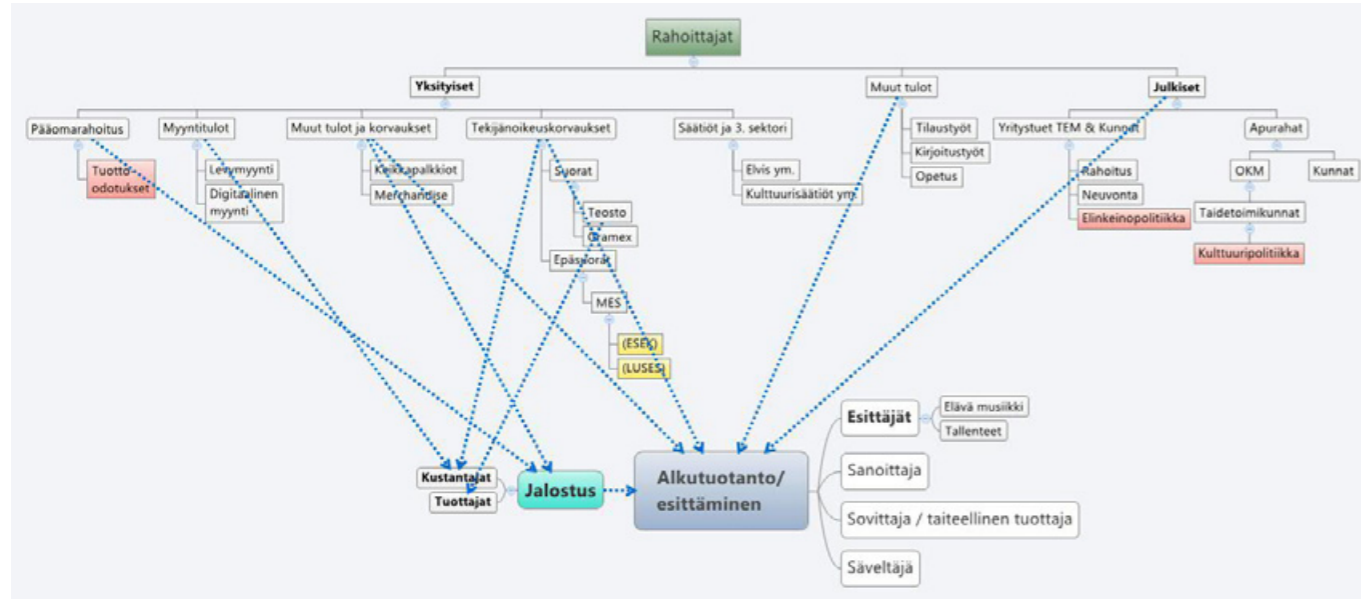 Rahoittajat
Yksityiset
Muut tulot
Julkiset
Pääomarahoitus
Myyntitulot
Muut tulot ja korvaukset
Tekijänoikeuskorvaukset
Säätiöt ja 3. sektori
Tilaustyöt
Kirjoitustyöt
Opetus
Yritystuet TEM & Kunnat
Apurahat
Tuotto-
odotukset
Levymyynti
Digitaalinen
myynti
Keikkapalkkiot
Merchandise
Suorat
Teosto
Gramex
Epäsuorat
MES
(ESEK)
(LUSES)
Elvis ym.
Kulttuurisäätiöt ym.
Rahoitus
Neuvonta
Elinkeinopolitiikka
OKM
Kunnat
Taidetoimikunnat
Kulttuuripolitiikka
Kustantajat
Tuottajat
Jalostus
Alkutuotanto/
esittäminen
Esittäjät
Elävä musiikki
Tallenteet
Sanoittaja
Sovittaja / taiteellinen tuottaja
Säveltäjä